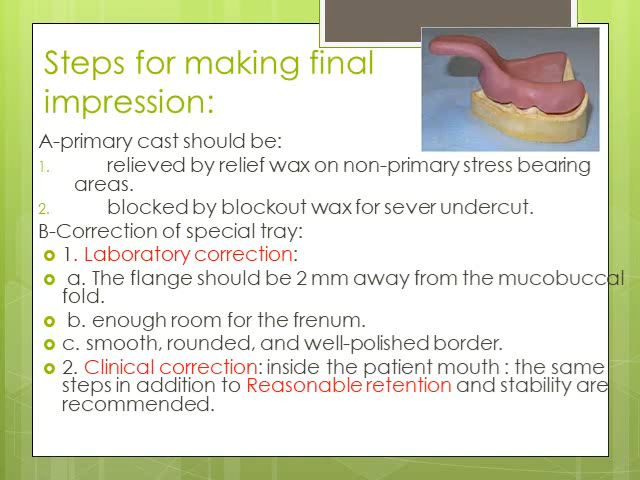 Steps for making final
impression:
A-primary cast should be:
1. relieved by relief wax on non-primary stress bearing
areas.
2. blocked by blockout wax for sever undercut.
B-Correction of special tray:
1. Laboratory correction:
a. The flange should be 2 mm away from the mucobuccal
fold.
b. enough room for the frenum.
c. smooth, rounded, and well-polished border.
2. Clinical correction: inside the patient mouth : the same
steps in addition to Reasonable retention and stability are
recommended.